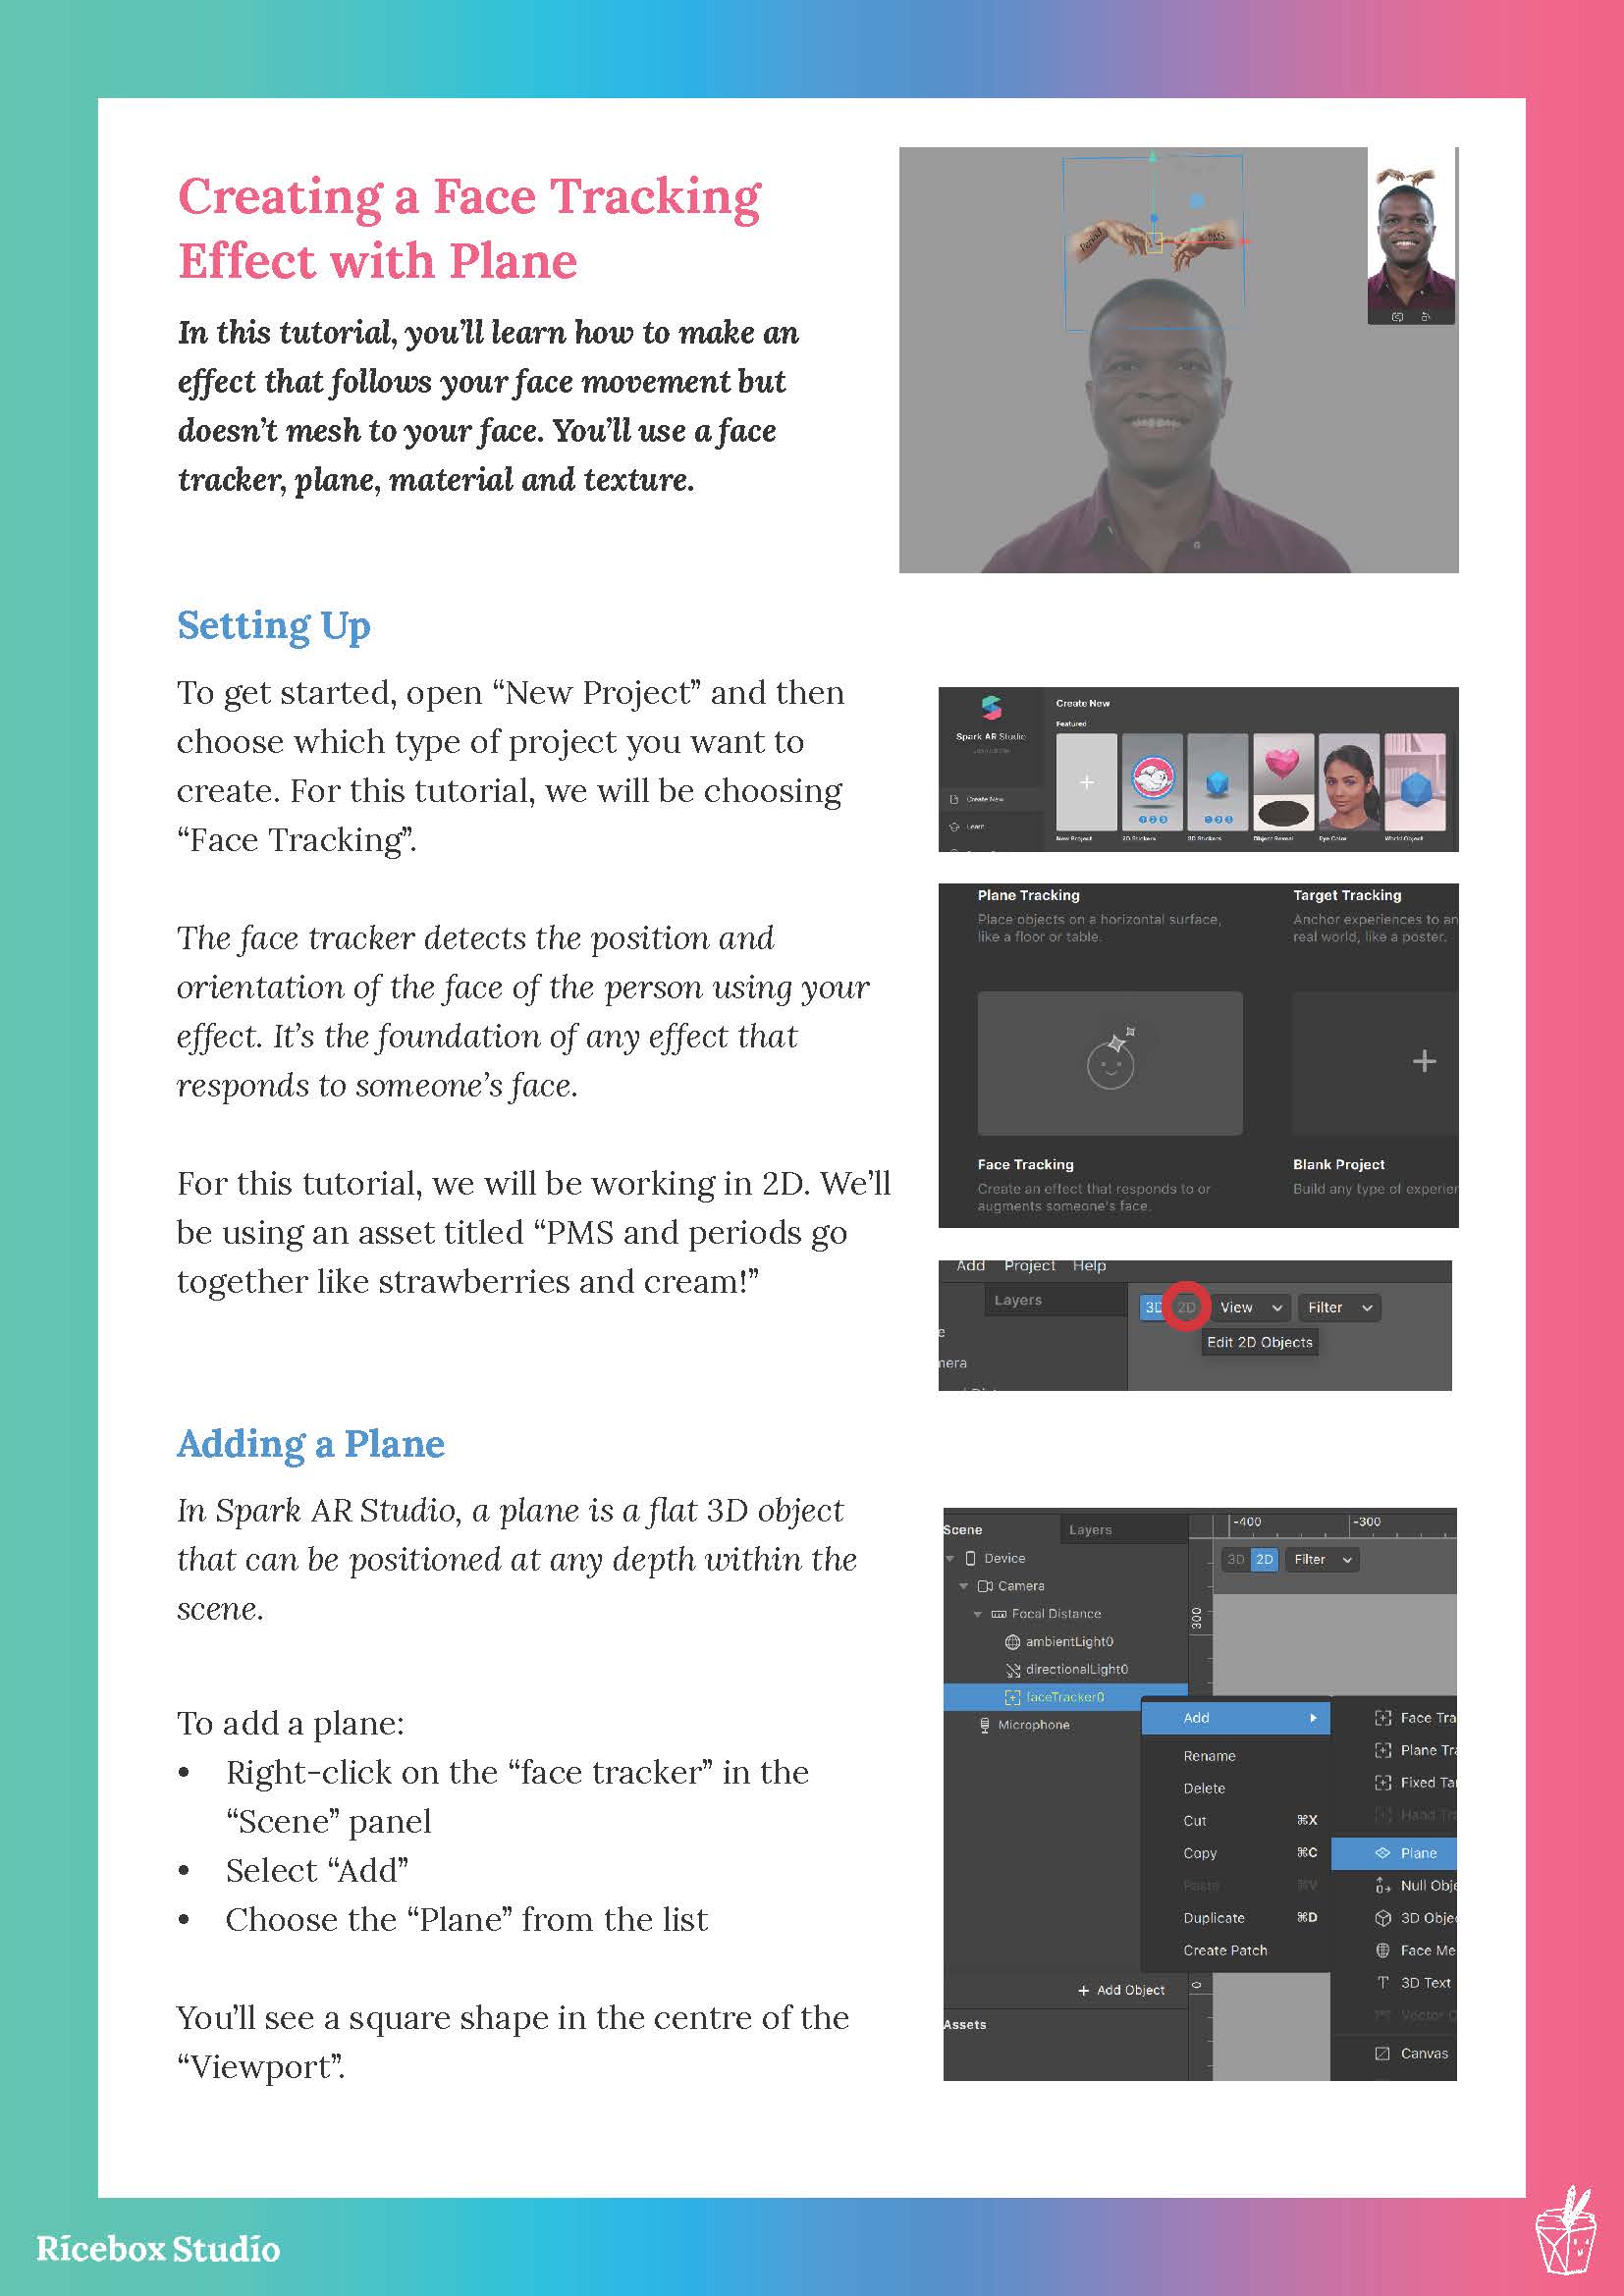 Creating a Face Tracking
Effect with Plane
In this tutorial, you’ll learn how to make an
effect that follows your face movement but
doesn’t mesh to your face. You’ll use a face
tracker, plane, material and texture.
Period
PMS
Setting Up
To get started, open “New Project” and then
choose which type of project you want to
create. For this tutorial, we will be choosing
“Face Tracking”.
The face tracker detects the position and
orientation of the face of the person using your
effect. It’s the foundation of any effect that
responds to someone’s face.
For this tutorial, we will be working in 2D. We’ll
be using an asset titled “PMS and periods go
together like strawberries and cream!”
Spark AR Studio
Create New
Learn
Create New
Featured
New Project
2D Stickers
3D Stickers
Object Reveal
Eye Color
World Object
Plane Tracking
Place objects on a horizontal surface,
like a floor or table.
Target Tracking
Anchor experiences to an
real world, like a poster.
Face Tracking
Create an effect that responds to or
augments someone's face.
Blank Project
Build any type of experier
Add Project Help
Layers
3D 2D View Filter
Edit 2D Objects
e
mera
Adding a Plane
In Spark AR Studio, a plane is a flat 3D object
that can be positioned at any depth within the
scene.
To add a plane:
• Right-click on the “face tracker” in the
“Scene” panel
• Select “Add”
• Choose the “Plane” from the list
You’ll see a square shape in the centre of the
“Viewport”.
Scene
Layers
Device
Camera
Focal Distance
ambientLight0
directionalLight0
faceTracker0
Microphone
+ Add Object
Assets
-400
-300
3D 2D Filter
300
0
Add
Rename
Delete
Cut ⌘X
Copy ⌘C
Paste ⌘V
Duplicate ⌘D
Create Patch
Face Tra
Plane Tra
Fixed Ta
Hand Tra
Plane
Null Obje
3D Obje
Face Me
3D Text
Vector C
Canvas
Ricebox Studio